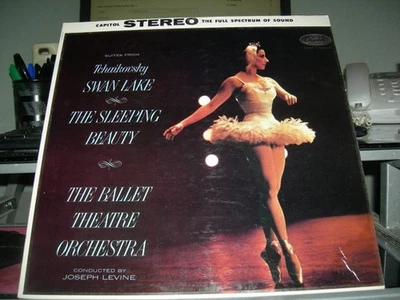 CAPITOL STEREO THE FULL SPECTRUM OF SOUND
SUITES FROM
Tchaikovsky
SWAN LAKE
THE SLEEPING
BEAUTY
THE BALLET
THEATRE
ORCHESTRA
CONDUCTED BY
JOSEPH LEVINE